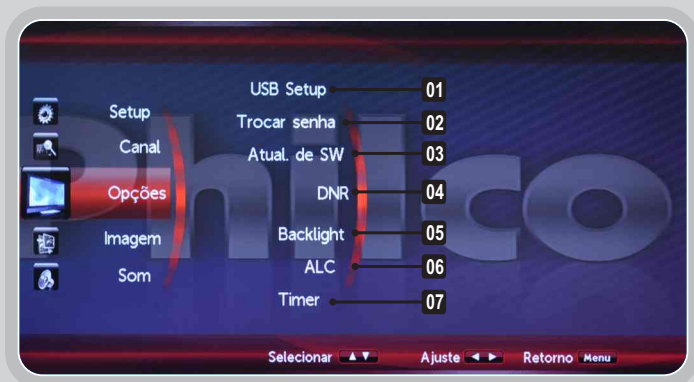 USB Setup 01
Setup
Trocar senha 02
Canal
Atual. de SW 03
Opções
DNR 04
Imagem
Backlight 05
Som
ALC 06
Timer 07
Philco
Selecionar ▲▼ Ajuste ◄ ► Retorno Menu